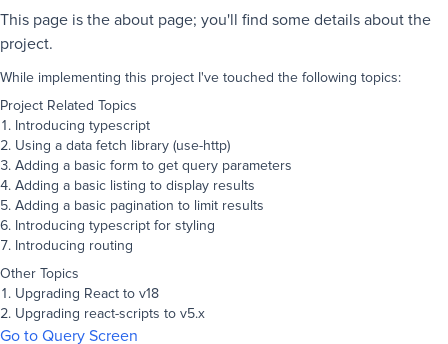 This page is the about page; you'll find some details about the
project.
While implementing this project I've touched the following topics:
Project Related Topics
1. Introducing typescript
2. Using a data fetch library (use-http)
3. Adding a basic form to get query parameters
4. Adding a basic listing to display results
5. Adding a basic pagination to limit results
6. Introducing typescript for styling
7. Introducing routing
Other Topics
1. Upgrading React to v18
2. Upgrading react-scripts to v5.x
Go to Query Screen